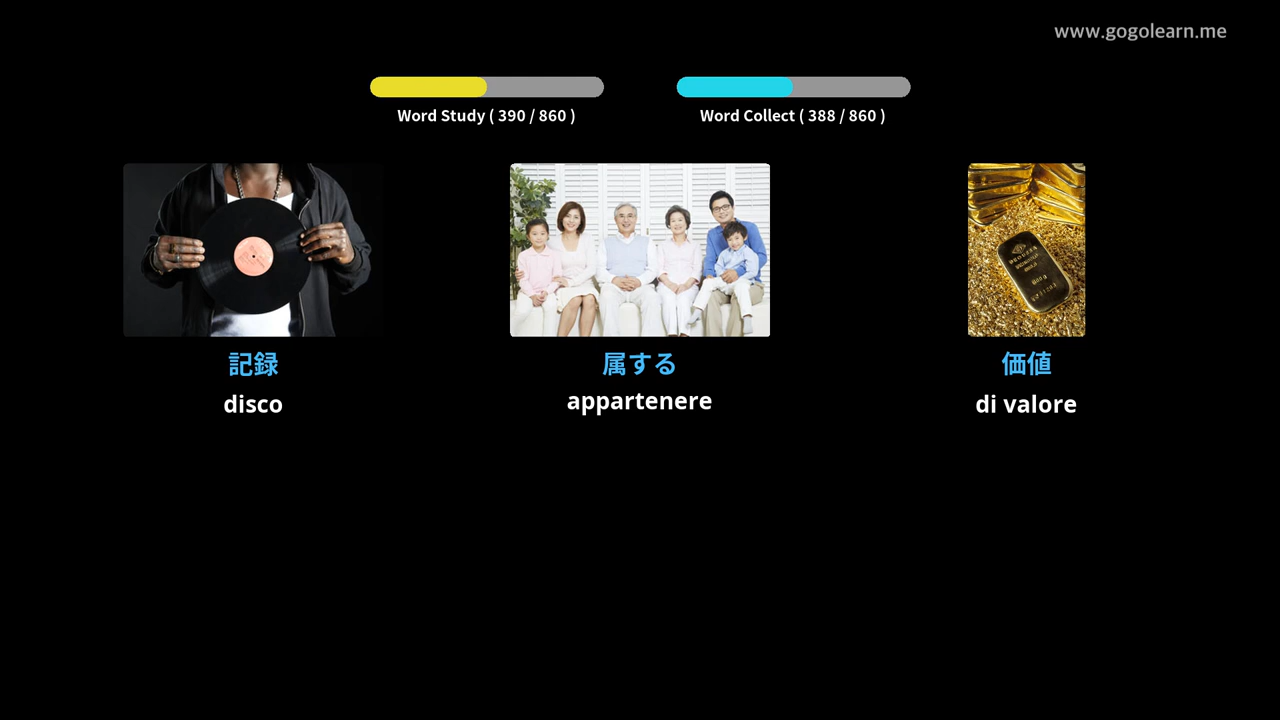 www.gogolearn.me
Word Study ( 390 / 860 )
Word Collect ( 388 / 860 )
記録
disco
属する
appartenere
価値
di valore